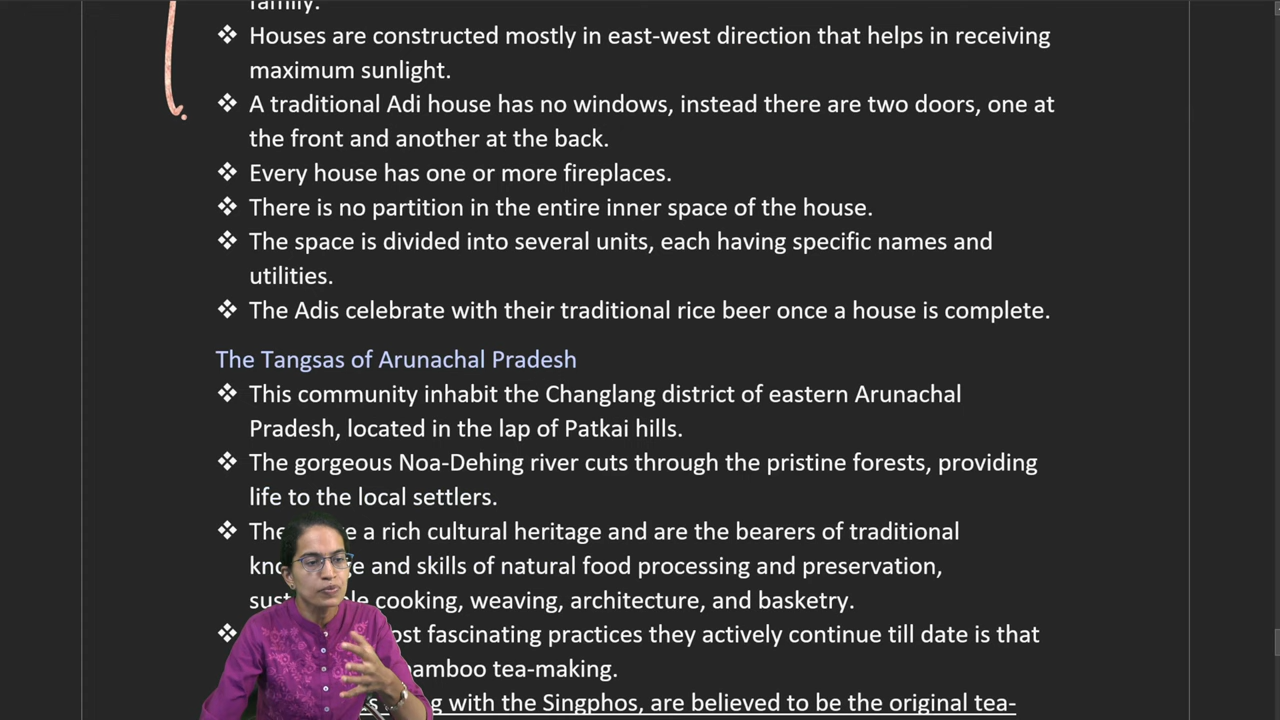 family.
❖ Houses are constructed mostly in east-west direction that helps in receiving
maximum sunlight.
❖ A traditional Adi house has no windows, instead there are two doors, one at
the front and another at the back.
❖ Every house has one or more fireplaces.
❖ There is no partition in the entire inner space of the house.
❖ The space is divided into several units, each having specific names and
utilities.
❖ The Adis celebrate with their traditional rice beer once a house is complete.
The Tangsas of Arunachal Pradesh
❖ This community inhabit the Changlang district of eastern Arunachal
Pradesh, located in the lap of Patkai hills.
❖ The gorgeous Noa-Dehing river cuts through the pristine forests, providing
life to the local settlers.
❖ a rich cultural heritage and are the bearers of traditional
and skills of natural food processing and preservation,
cooking, weaving, architecture, and basketry.
❖ fascinating practices they actively continue till date is that
bamboo tea-making.
with the Singphos, are believed to be the original tea-